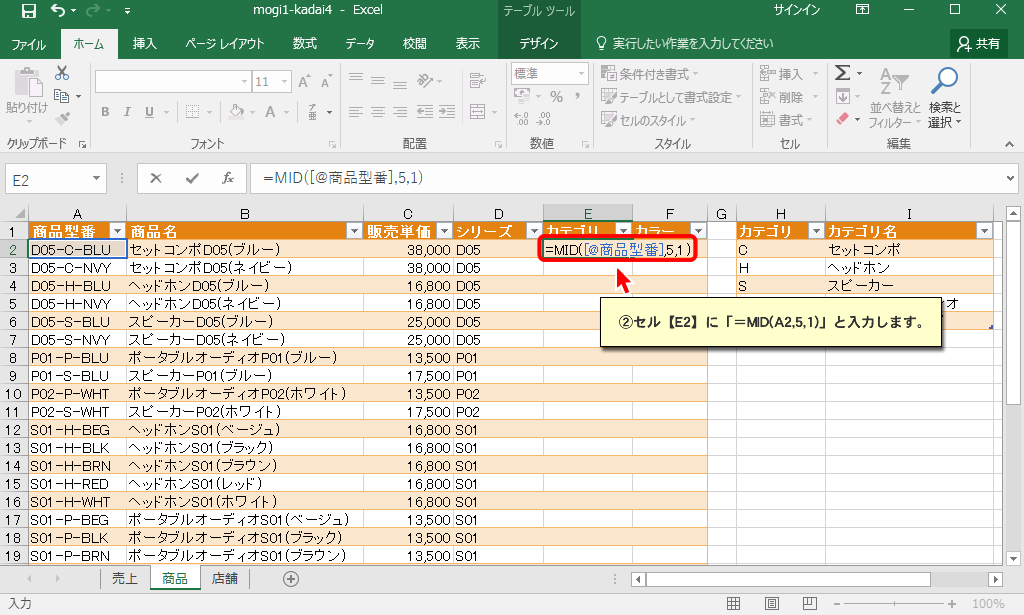 mogi1-kadai4 - Excel
テーブル ツール
サインイン
ファイル ホーム 挿入 ページ レイアウト 数式 データ 校閲 表示 デザイン 実行したい作業を入力してください 共有
貼り付け
11
B I U A
標準
% ,
条件付き書式
テーブルとして書式設定
セルのスタイル
挿入
削除
書式
並べ替えと
フィルター
検索と
選択
クリップボード フォント 配置 数値 スタイル セル 編集
E2 fx =MID([@商品型番],5,1)
A B C D E F G H I
1 商品型番 商品名 販売単価 シリーズ カテゴリ カラー カテゴリ カテゴリ名
2 D05-C-BLU セットコンポD05(ブルー) 38,000 D05 =MID([@商品型番],5,1) C セットコンポ
3 D05-C-NVY セットコンポD05(ネイビー) 38,000 D05 H ヘッドホン
4 D05-H-BLU ヘッドホンD05(ブルー) 16,800 D05 S スピーカー
5 D05-H-NVY ヘッドホンD05(ネイビー) 16,800 D05 オ
6 D05-S-BLU スピーカーD05(ブルー) 25,000 D05
②セル【E2】に「=MID(A2,5,1)」と入力します。
7 D05-S-NVY スピーカーD05(ネイビー) 25,000 D05
8 P01-P-BLU ポータブルオーディオP01(ブルー) 13,500 P01
9 P01-S-BLU スピーカーP01(ブルー) 17,500 P01
10 P02-P-WHT ポータブルオーディオP02(ホワイト) 13,500 P02
11 P02-S-WHT スピーカーP02(ホワイト) 17,500 P02
12 S01-H-BEG ヘッドホンS01(ベージュ) 16,800 S01
13 S01-H-BLK ヘッドホンS01(ブラック) 16,800 S01
14 S01-H-BRN ヘッドホンS01(ブラウン) 16,800 S01
15 S01-H-RED ヘッドホンS01(レッド) 16,800 S01
16 S01-H-WHT ヘッドホンS01(ホワイト) 16,800 S01
17 S01-P-BEG ポータブルオーディオS01(ベージュ) 13,500 S01
18 S01-P-BLK ポータブルオーディオS01(ブラック) 13,500 S01
19 S01-P-BRN ポータブルオーディオS01(ブラウン) 13,500 S01
売上 商品 店舗
入力 100%